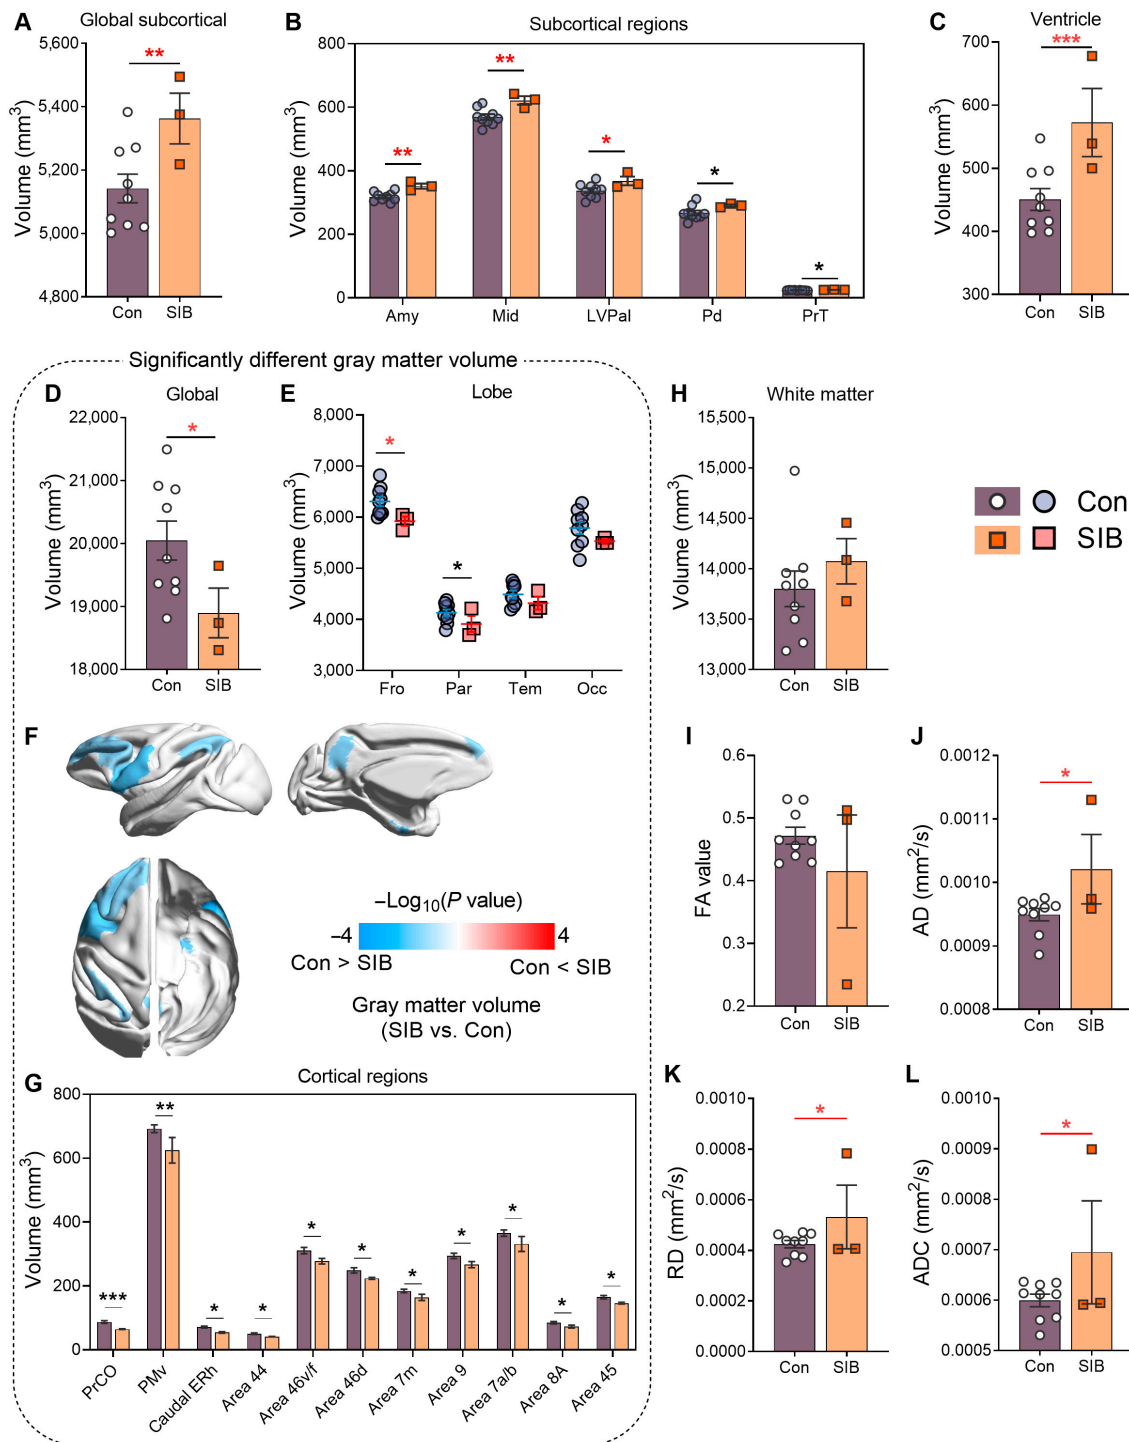 A Global subcortical
Volume (mm³)
5,600
5,400
5,200
5,000
4,800
**
Con SIB
B Subcortical regions
Volume (mm³)
800
600
400
200
0
** ** * * *
Amy Mid LVPal Pd PrT
C Ventricle
Volume (mm³)
700
600
500
400
300
***
Con SIB
Significantly different gray matter volume
D Global
Volume (mm³)
22,000
21,000
20,000
19,000
18,000
*
Con SIB
E Lobe
Volume (mm³)
8,000
7,000
6,000
5,000
4,000
3,000
* *
Fro Par Tem Occ
H White matter
Volume (mm³)
15,500
15,000
14,500
14,000
13,500
13,000
Con SIB
Con
SIB
F
–Log₁₀(P value)
–4 4
Con > SIB Con < SIB
Gray matter volume
(SIB vs. Con)
I
FA value
0.6
0.5
0.4
0.3
0.2
Con SIB
J
AD (mm²/s)
0.0012
0.0011
0.0010
0.0009
0.0008
*
Con SIB
G Cortical regions
Volume (mm³)
800
600
400
200
0
*** ** * * * * * * * * *
PrCO PMv Caudal ERh Area 44 Area 46v/f Area 46d Area 7m Area 9 Area 7a/b Area 8A Area 45
K
RD (mm²/s)
0.0010
0.0008
0.0006
0.0004
0.0002
0.0000
*
Con SIB
L
ADC (mm²/s)
0.0010
0.0009
0.0008
0.0007
0.0006
0.0005
*
Con SIB